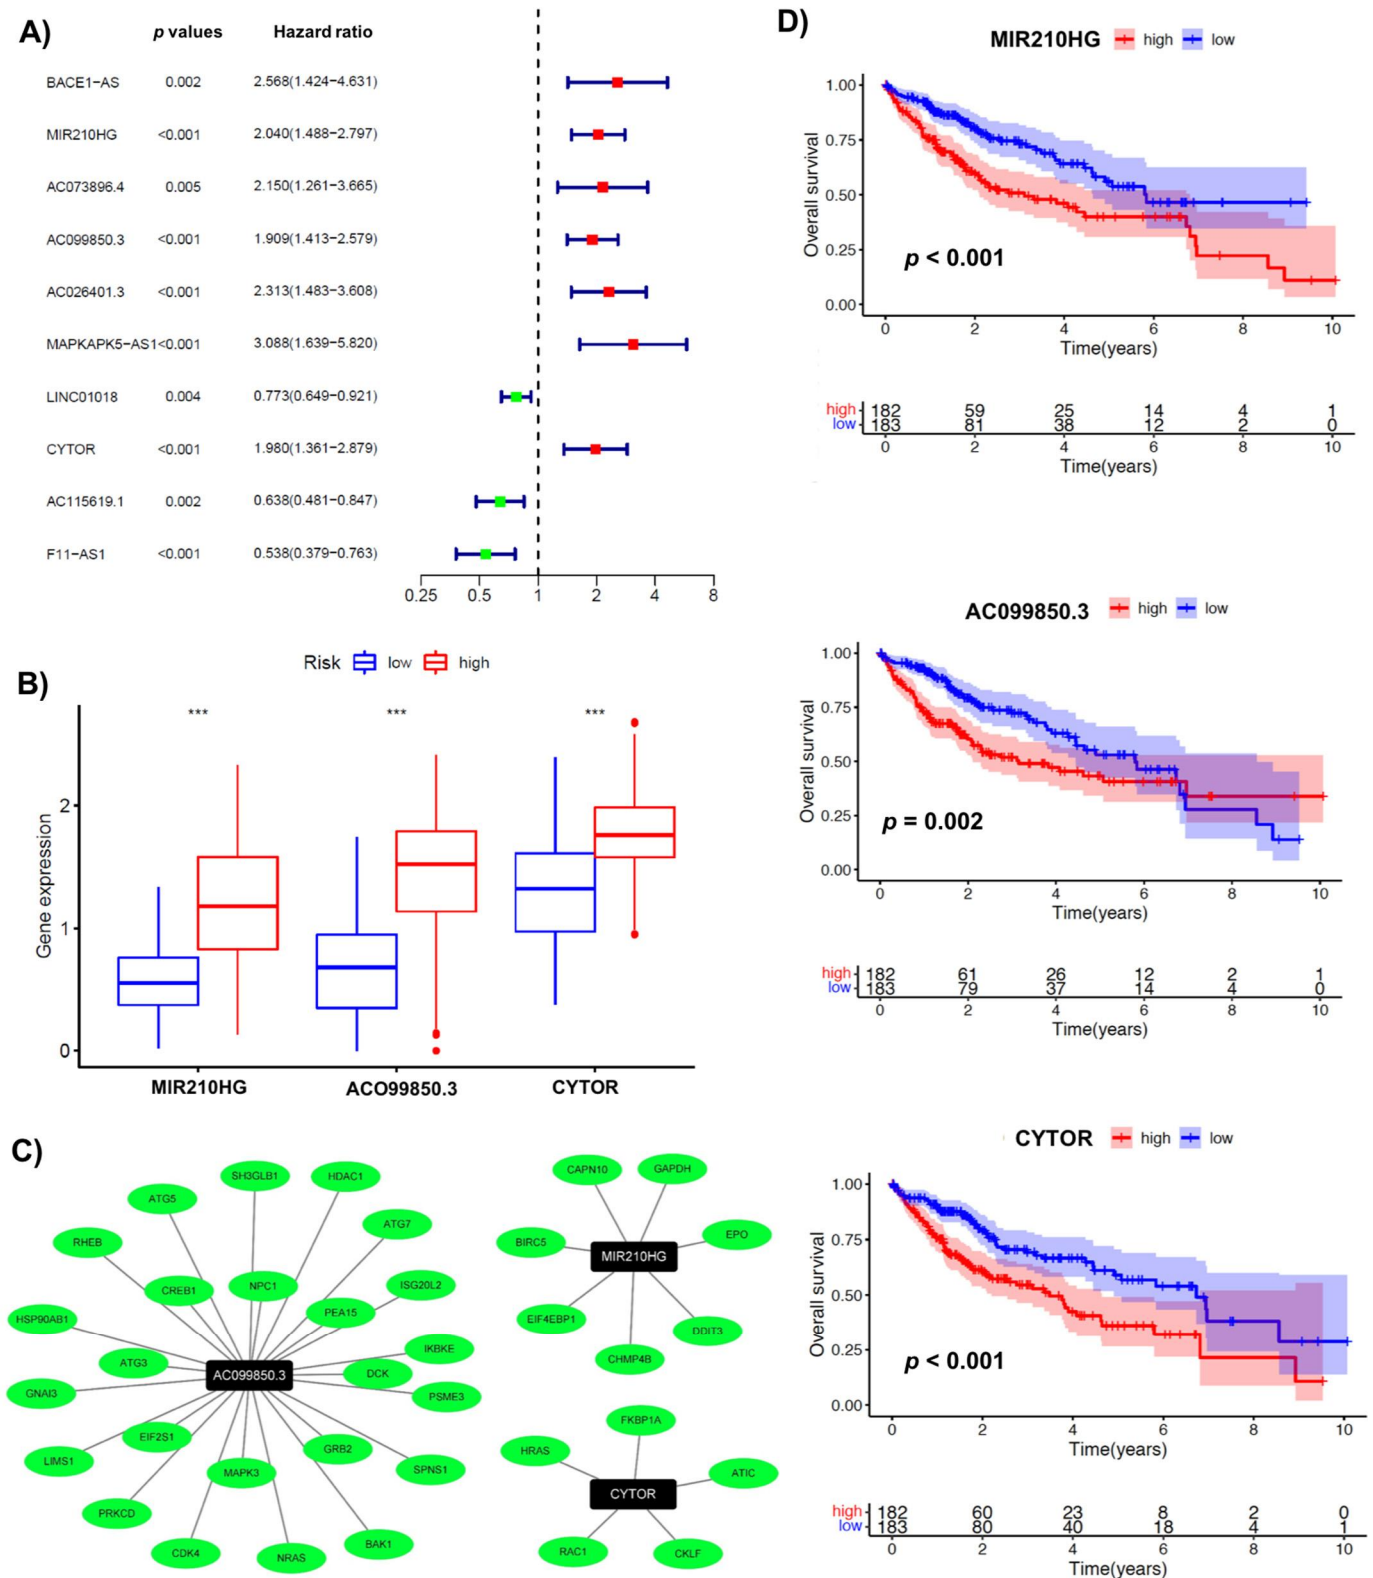 A)
p values Hazard ratio
BACE1−AS 0.002 2.568(1.424−4.631)
MIR210HG <0.001 2.040(1.488−2.797)
AC073896.4 0.005 2.150(1.261−3.665)
AC099850.3 <0.001 1.909(1.413−2.579)
AC026401.3 <0.001 2.313(1.483−3.608)
MAPKAPK5−AS1 <0.001 3.088(1.639−5.820)
LINC01018 0.004 0.773(0.649−0.921)
CYTOR <0.001 1.980(1.361−2.879)
AC115619.1 0.002 0.638(0.481−0.847)
F11−AS1 <0.001 0.538(0.379−0.763)
0.25 0.5 1 2 4 8
B)
Risk low high
*** *** ***
Gene expression
2
1
0
MIR210HG ACO99850.3 CYTOR
C)
SH3GLB1
HDAC1
ATG5
ATG7
RHEB
CREB1
NPC1
ISG20L2
PEA15
HSP90AB1
IKBKE
ATG3
AC099850.3
DCK
GNAI3
PSME3
EIF2S1
GRB2
LIMS1
MAPK3
SPNS1
PRKCD
CDK4
NRAS
BAK1
CAPN10
GAPDH
BIRC5
EPO
MIR210HG
EIF4EBP1
DDIT3
CHMP4B
FKBP1A
HRAS
ATIC
CYTOR
RAC1
CKLF
D)
MIR210HG high low
Overall survival
1.00
0.75
0.50
0.25
0.00
p < 0.001
0 2 4 6 8 10
Time(years)
high 182 59 25 14 4 1
low 183 81 38 12 2 0
0 2 4 6 8 10
Time(years)
AC099850.3 high low
Overall survival
1.00
0.75
0.50
0.25
0.00
p = 0.002
0 2 4 6 8 10
Time(years)
high 182 61 26 12 2 1
low 183 79 37 14 4 0
0 2 4 6 8 10
Time(years)
CYTOR high low
Overall survival
1.00
0.75
0.50
0.25
0.00
p < 0.001
0 2 4 6 8 10
Time(years)
high 182 60 23 8 2 0
low 183 80 40 18 4 1
0 2 4 6 8 10
Time(years)